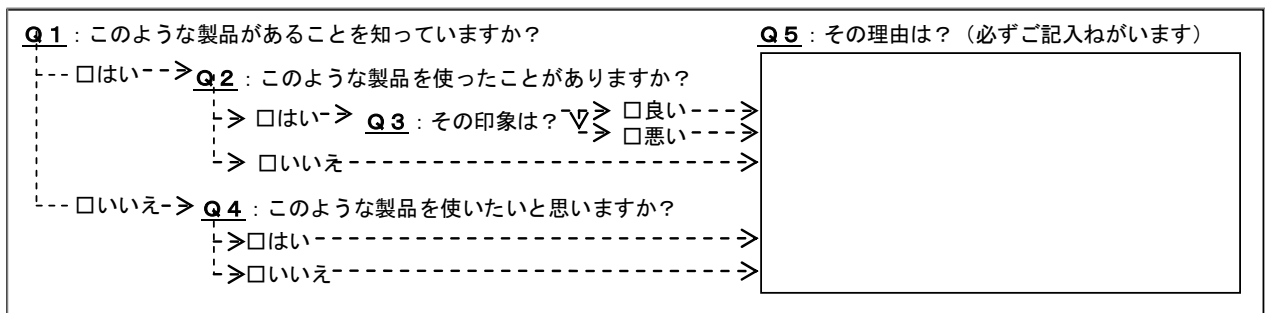 Q1：このような製品があることを知っていますか？
□はい
Q2：このような製品を使ったことがありますか？
□はい
Q3：その印象は？
□良い
□悪い
□いいえ
□いいえ
Q4：このような製品を使いたいと思いますか？
□はい
□いいえ
Q5：その理由は？（必ずご記入ねがいます）